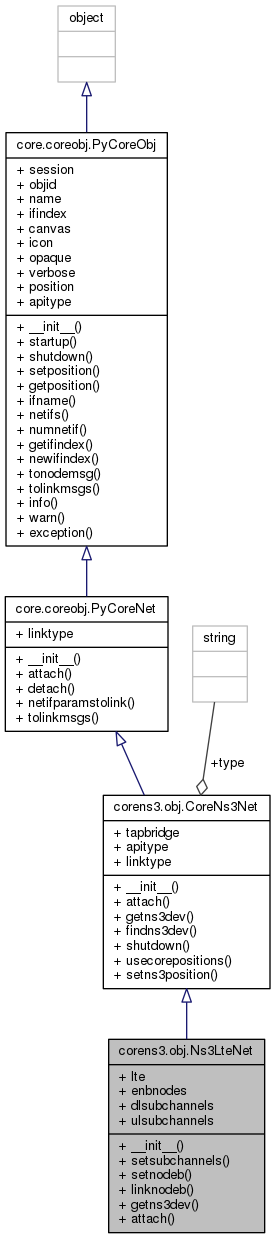 object
core.coreobj.PyCoreObj
+ session
+ objid
+ name
+ ifindex
+ canvas
+ icon
+ opaque
+ verbose
+ position
+ apitype
+ __init__()
+ startup()
+ shutdown()
+ setposition()
+ getposition()
+ ifname()
+ netifs()
+ numnetif()
+ getifindex()
+ newifindex()
+ tonodemsg()
+ tolinkmsgs()
+ info()
+ warn()
+ exception()
core.coreobj.PyCoreNet
+ linktype
+ __init__()
+ attach()
+ detach()
+ netifparamstolink()
+ tolinkmsgs()
string
+type
corens3.obj.CoreNs3Net
+ tapbridge
+ apitype
+ linktype
+ __init__()
+ attach()
+ getns3dev()
+ findns3dev()
+ shutdown()
+ usecorepositions()
+ setns3position()
corens3.obj.Ns3LteNet
+ lte
+ enbnodes
+ dlsubchannels
+ ulsubchannels
+ __init__()
+ setsubchannels()
+ setnodeb()
+ linknodeb()
+ getns3dev()
+ attach()